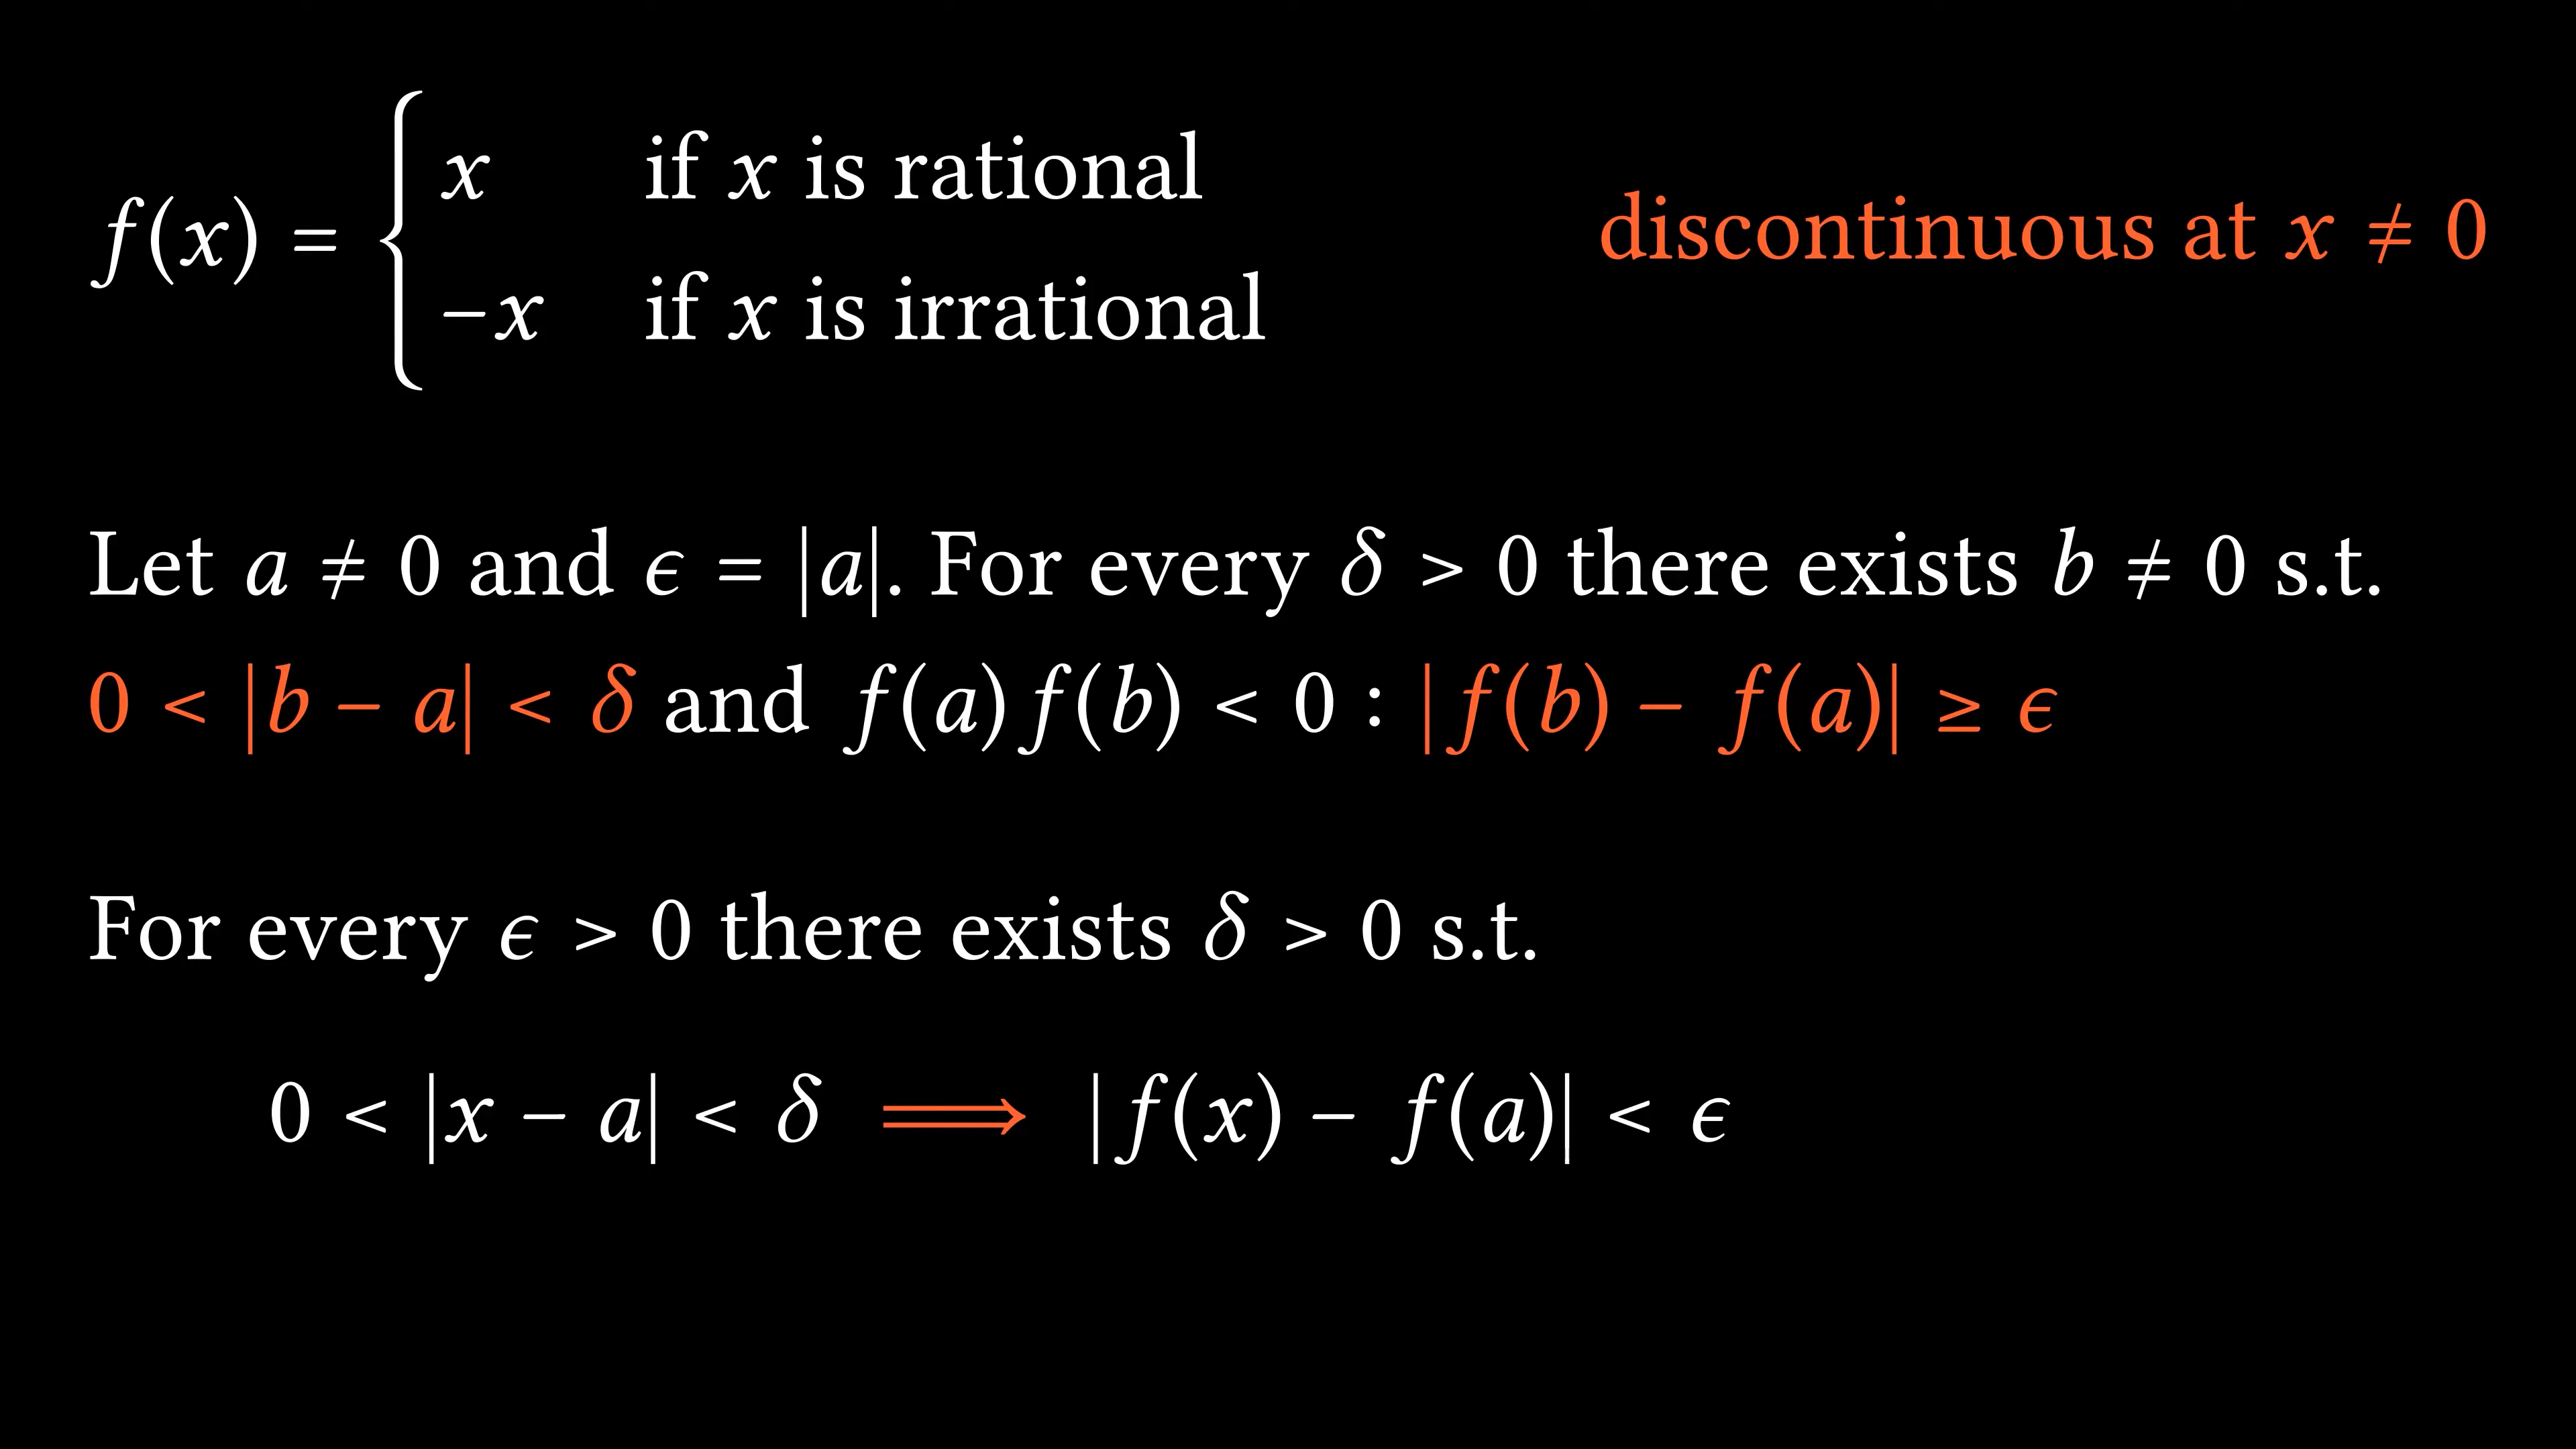 f(x) = { x if x is rational
−x if x is irrational
discontinuous at x ≠ 0
Let a ≠ 0 and ϵ = |a|. For every δ > 0 there exists b ≠ 0 s.t.
0 < |b − a| < δ and f(a)f(b) < 0 : |f(b) − f(a)| ≥ ϵ
For every ϵ > 0 there exists δ > 0 s.t.
0 < |x − a| < δ ⟹ |f(x) − f(a)| < ϵ